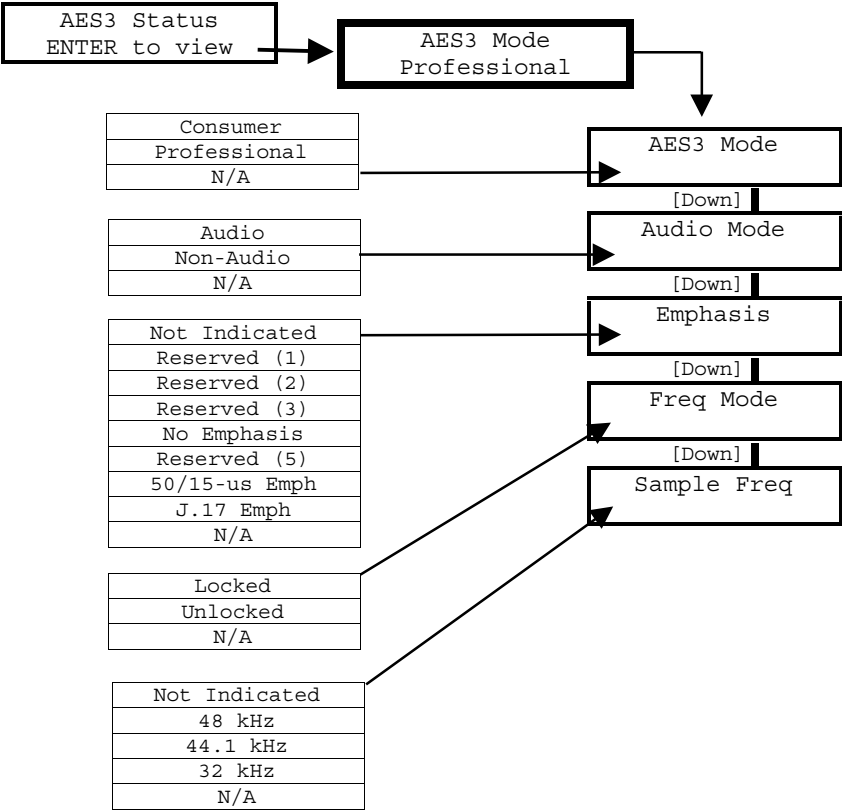 AES3 Status
ENTER to view
AES3 Mode
Professional
Consumer
Professional
N/A
AES3 Mode
[Down]
Audio
Non-Audio
N/A
Audio Mode
[Down]
Not Indicated
Reserved (1)
Reserved (2)
Reserved (3)
No Emphasis
Reserved (5)
50/15-us Emph
J.17 Emph
N/A
Emphasis
[Down]
Freq Mode
[Down]
Sample Freq
Locked
Unlocked
N/A
Not Indicated
48 kHz
44.1 kHz
32 kHz
N/A